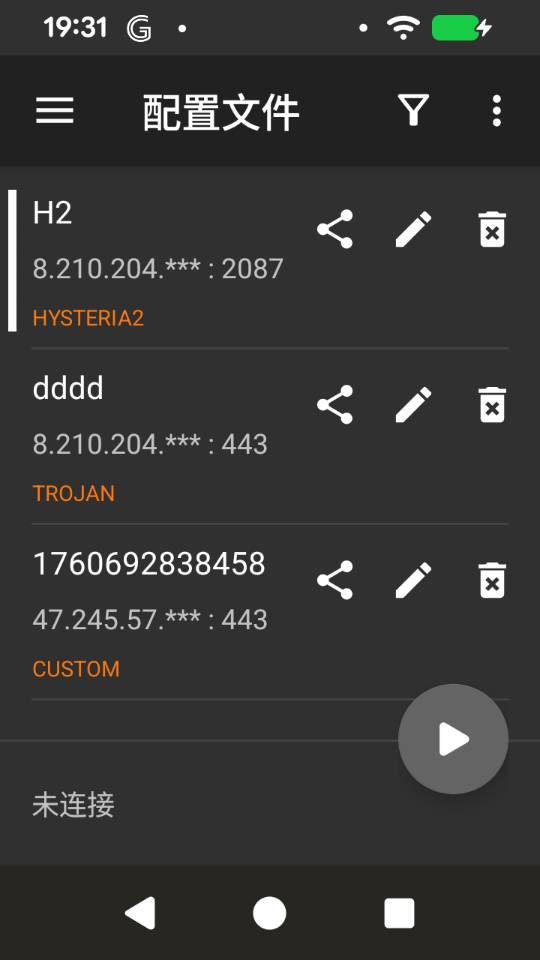 19:31
配置文件
H2
8.210.204.*** : 2087
HYSTERIA2
dddd
8.210.204.*** : 443
TROJAN
1760692838458
47.245.57.*** : 443
CUSTOM
未连接